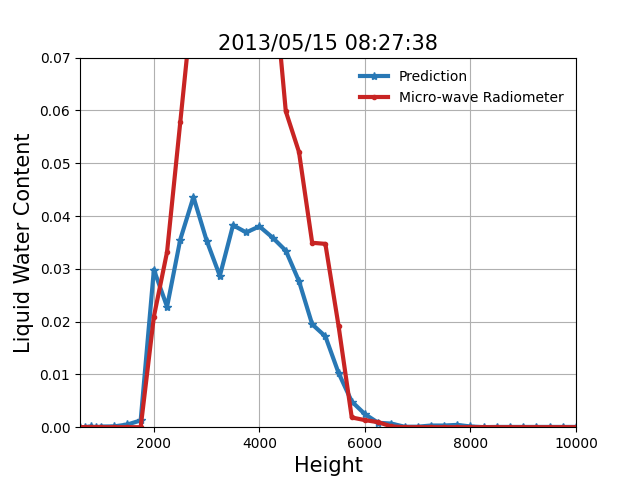 2013/05/15 08:27:38
Prediction
Micro-wave Radiometer
Liquid Water Content
0.07
0.06
0.05
0.04
0.03
0.02
0.01
0.00
2000 4000 6000 8000 10000
Height